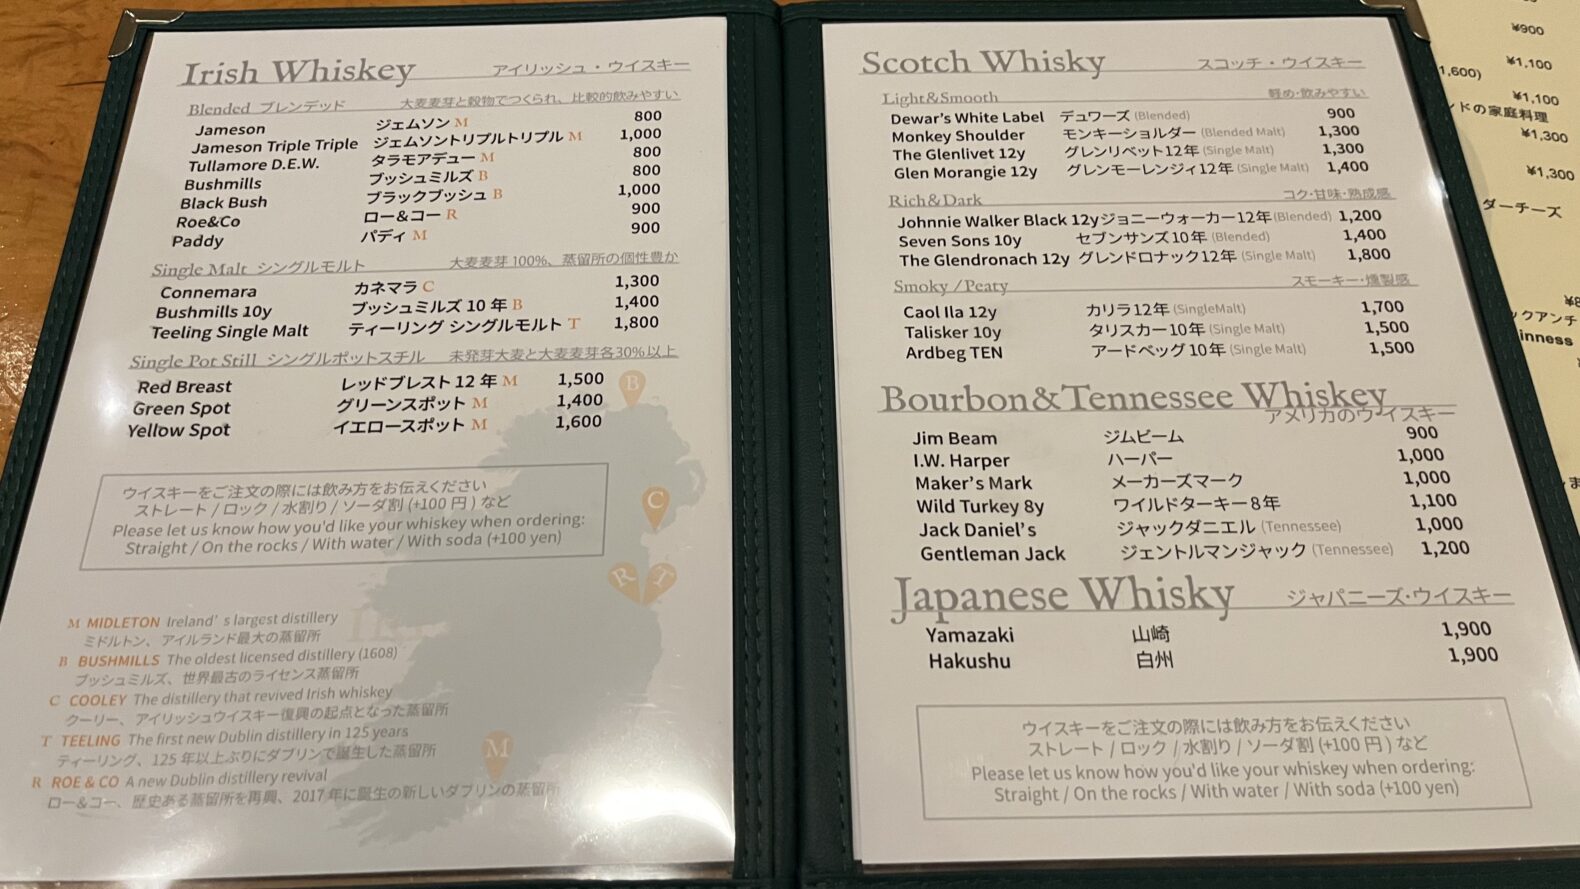 Irish Whiskey アイリッシュ・ウイスキー
Blended ブレンデッド 大麦麦芽と穀物でつくられ、比較的飲みやすい
Jameson ジェムソン M 800
Jameson Triple Triple ジェムソントリプルトリプル M 1,000
Tullamore D.E.W. タラモアデュー M 800
Bushmills ブッシュミルズ B 800
Black Bush ブラックブッシュ B 1,000
Roe&Co ロー&コー R 900
Paddy パディ M 900
Single Malt シングルモルト 大麦麦芽 100%、蒸留所の個性豊か
Connemara カネマラ C 1,300
Bushmills 10y ブッシュミルズ 10 年 B 1,400
Teeling Single Malt ティーリング シングルモルト T 1,800
Single Pot Still シングルポットスチル 未発芽大麦と大麦麦芽各30%以上
Red Breast レッドブレスト 12 年 M 1,500
Green Spot グリーンスポット M 1,400
Yellow Spot イエロースポット M 1,600
B
C
R T
M
ウイスキーをご注文の際には飲み方をお伝えください
ストレート / ロック / 水割り / ソーダ割 (+100 円 ) など
Please let us know how you'd like your whiskey when ordering:
Straight / On the rocks / With water / With soda (+100 yen)
M MIDLETON Ireland' s largest distillery
ミドルトン、アイルランド最大の蒸留所
B BUSHMILLS The oldest licensed distillery (1608)
ブッシュミルズ、世界最古のライセンス蒸留所
C COOLEY The distillery that revived Irish whiskey
クーリー、アイリッシュウイスキー復興の起点となった蒸留所
T TEELING The first new Dublin distillery in 125 years
ティーリング、125 年以上ぶりにダブリンで誕生した蒸留所
R ROE & CO A new Dublin distillery revival
ロー&コー、歴史ある蒸留所を再興、2017 年に誕生の新しいダブリンの蒸留所
Scotch Whisky スコッチ・ウイスキー
Light&Smooth 軽め・飲みやすい
Dewar's White Label デュワーズ (Blended) 900
Monkey Shoulder モンキーショルダー (Blended Malt) 1,300
The Glenlivet 12y グレンリベット12年 (Single Malt) 1,300
Glen Morangie 12y グレンモーレンジィ12年 (Single Malt) 1,400
Rich&Dark コク・甘味・熟成感
Johnnie Walker Black 12y ジョニーウォーカー12年 (Blended) 1,200
Seven Sons 10y セブンサンズ10年 (Blended) 1,400
The Glendronach 12y グレンドロナック12年 (Single Malt) 1,800
Smoky /Peaty スモーキー・燻製感
Caol Ila 12y カリラ12年 (SingleMalt) 1,700
Talisker 10y タリスカー10年 (Single Malt) 1,500
Ardbeg TEN アードベッグ10年 (Single Malt) 1,500
Bourbon&Tennessee Whiskey
アメリカのウイスキー
Jim Beam ジムビーム 900
I.W. Harper ハーパー 1,000
Maker's Mark メーカーズマーク 1,000
Wild Turkey 8y ワイルドターキー8年 1,100
Jack Daniel's ジャックダニエル (Tennessee) 1,000
Gentleman Jack ジェントルマンジャック (Tennessee) 1,200
Japanese Whisky ジャパニーズ・ウイスキー
Yamazaki 山崎 1,900
Hakushu 白州 1,900
ウイスキーをご注文の際には飲み方をお伝えください
ストレート / ロック / 水割り / ソーダ割 (+100 円 ) など
Please let us know how you'd like your whiskey when ordering:
Straight / On the rocks / With water / With soda (+100 yen)
¥900
¥1,100
1,600)
¥1,100
ドの家庭料理
¥1,300
¥1,300
ダーチーズ
ックアンチ
inness